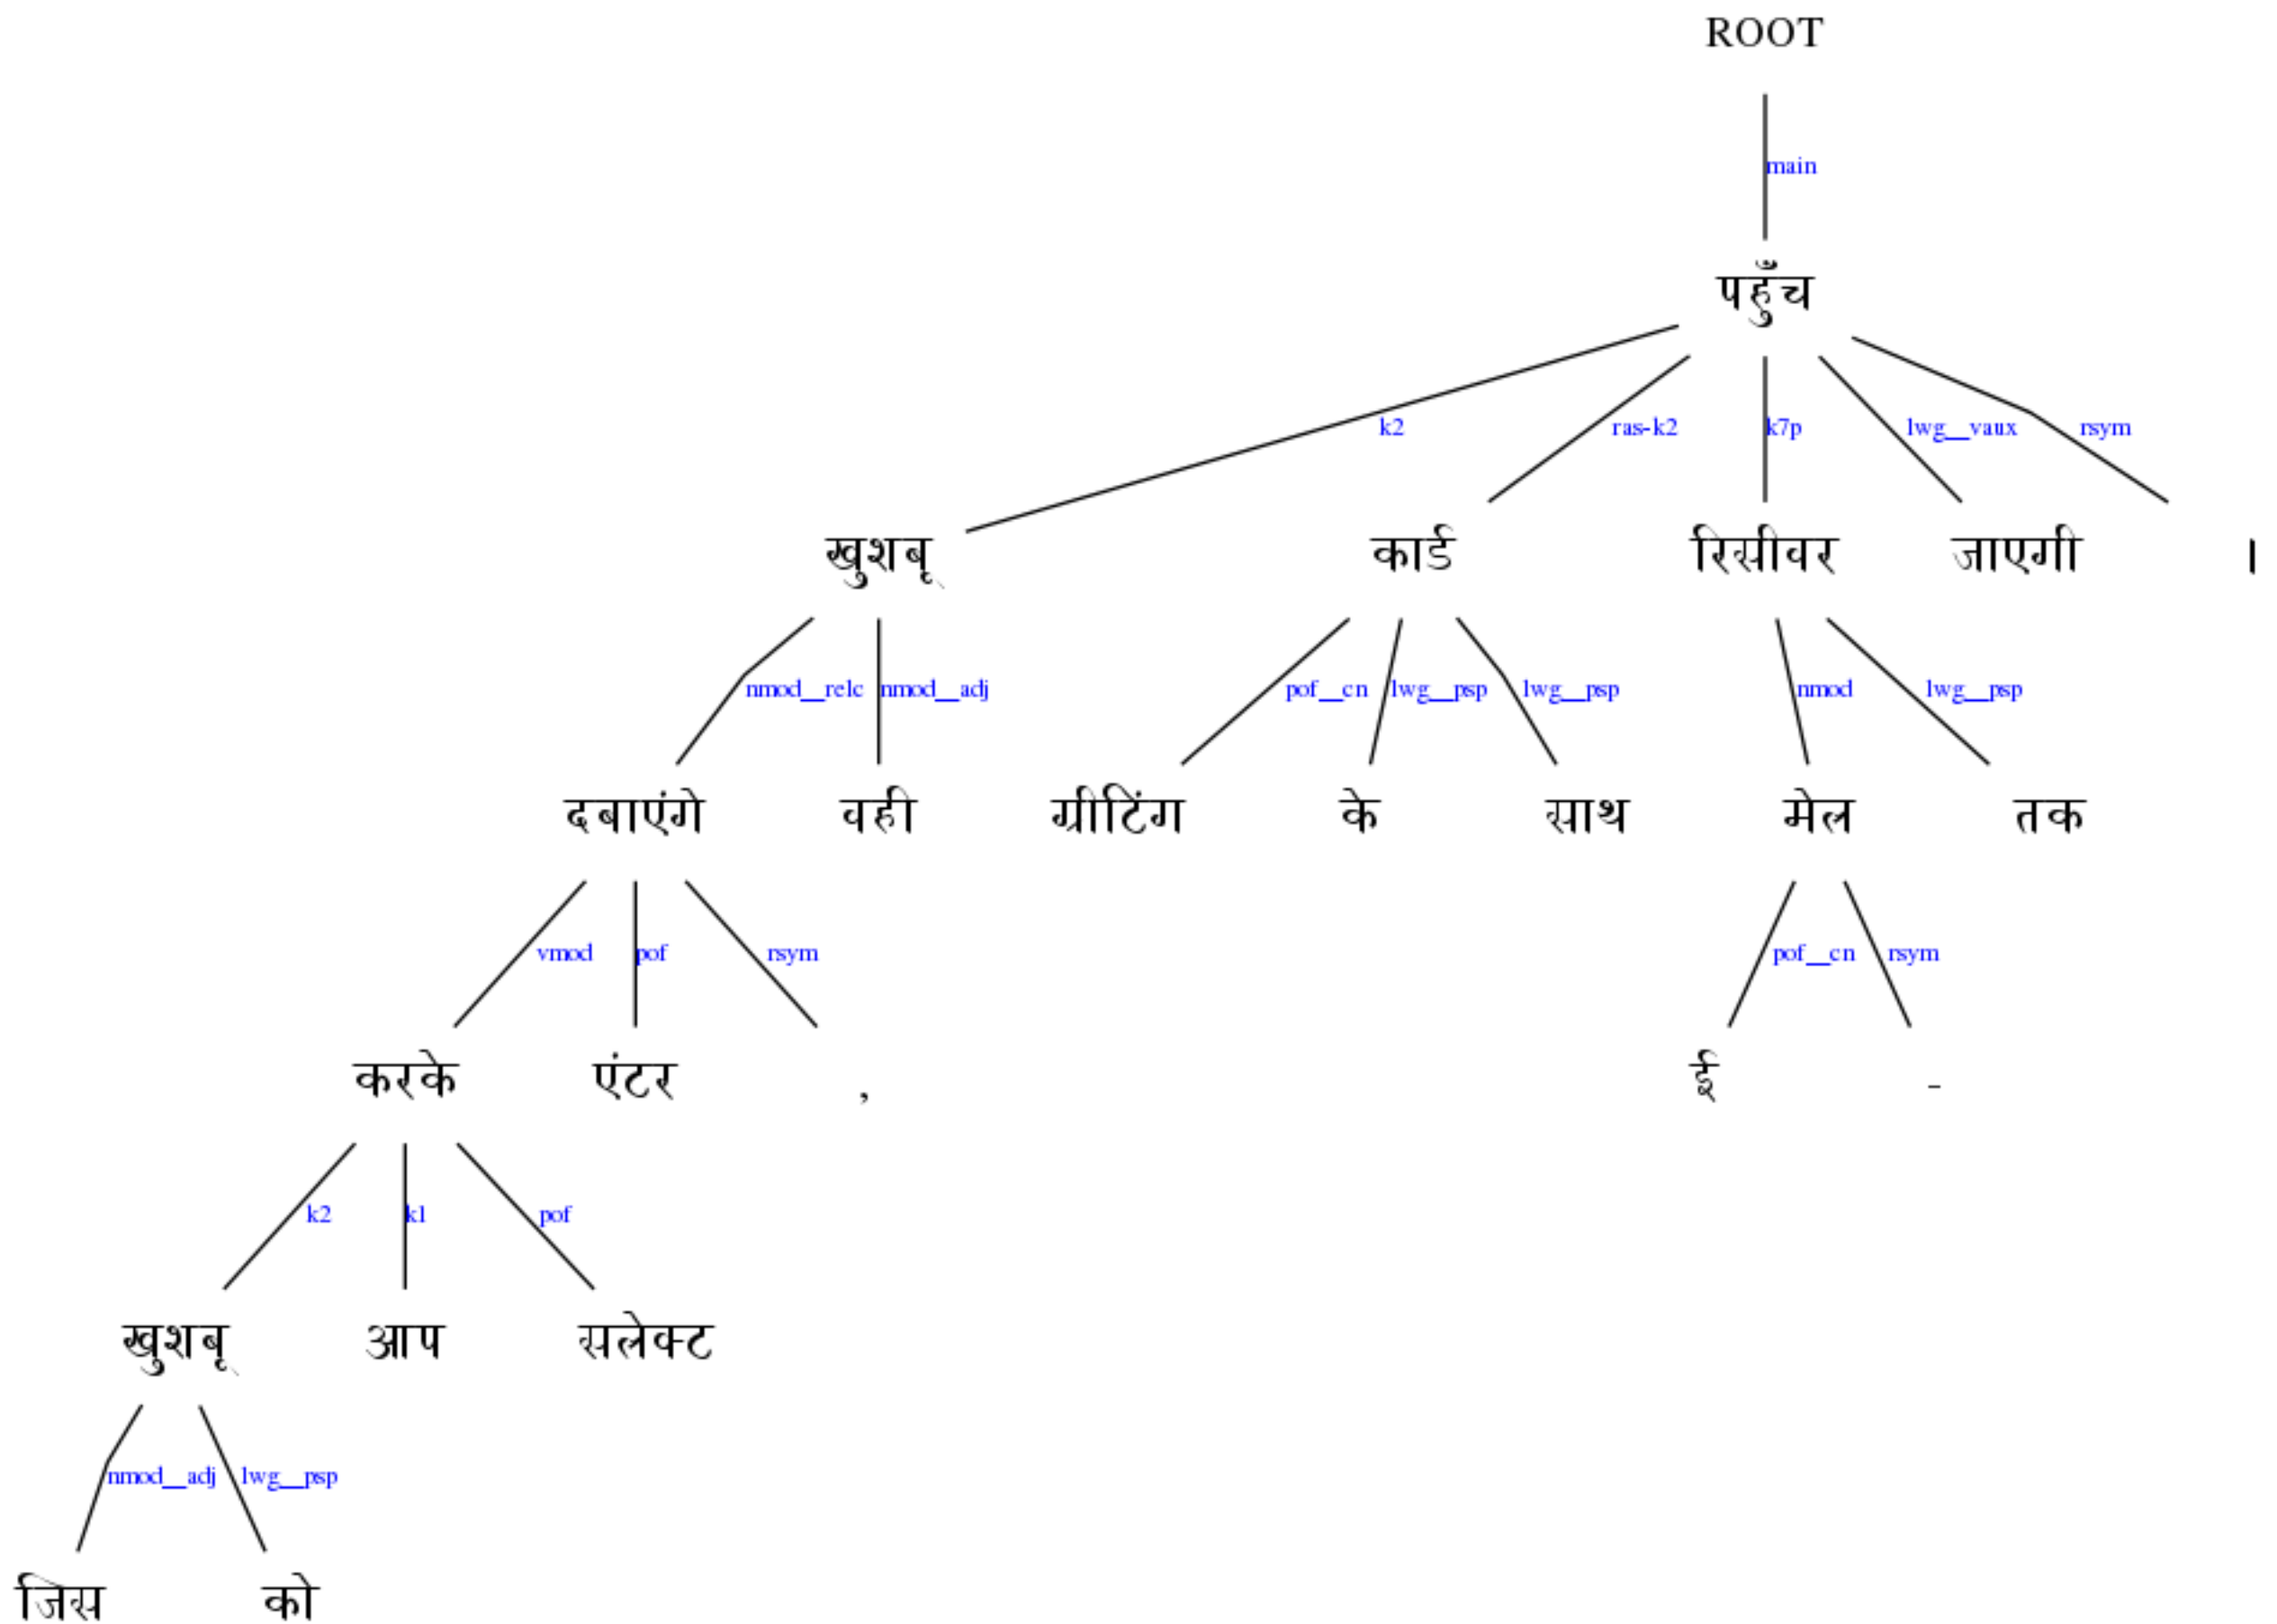 ROOT
main
पहुँच
k2 ras-k2 k7p lwg__vaux rsym
खुशबू कार्ड रिसीवर जाएगी ।
nmod__relc nmod__adj pof__cn lwg__psp lwg__psp nmod lwg__psp
दबाएंगे वही ग्रीटिंग के साथ मेल तक
vmod pof rsym pof__cn rsym
करके एंटर , ई -
k2 k1 pof
खुशबू आप सलेक्ट
nmod__adj lwg__psp
जिस को